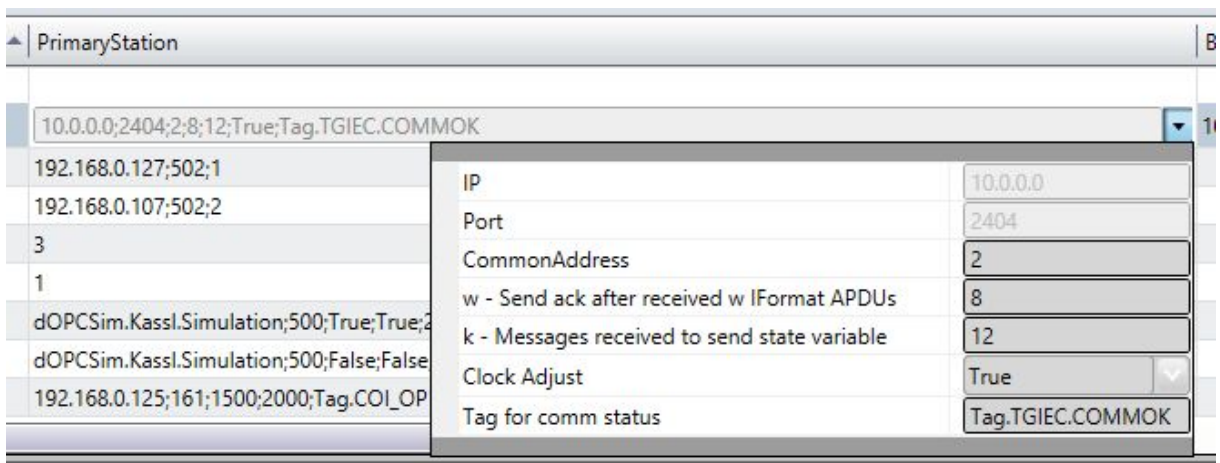 PrimaryStation
B
10.0.0.0;2404;2;8;12;True;Tag.TGIEC.COMMOK
192.168.0.127;502;1
192.168.0.107;502;2
3
1
dOPCSim.KassI.Simulation;500;True;True;2
dOPCSim.KassI.Simulation;500;False;False;
192.168.0.125;161;1500;2000;Tag.COI_OP
IP 10.0.0.0
Port 2404
CommonAddress 2
w - Send ack after received w IFormat APDUs 8
k - Messages received to send state variable 12
Clock Adjust True
Tag for comm status Tag.TGIEC.COMMOK